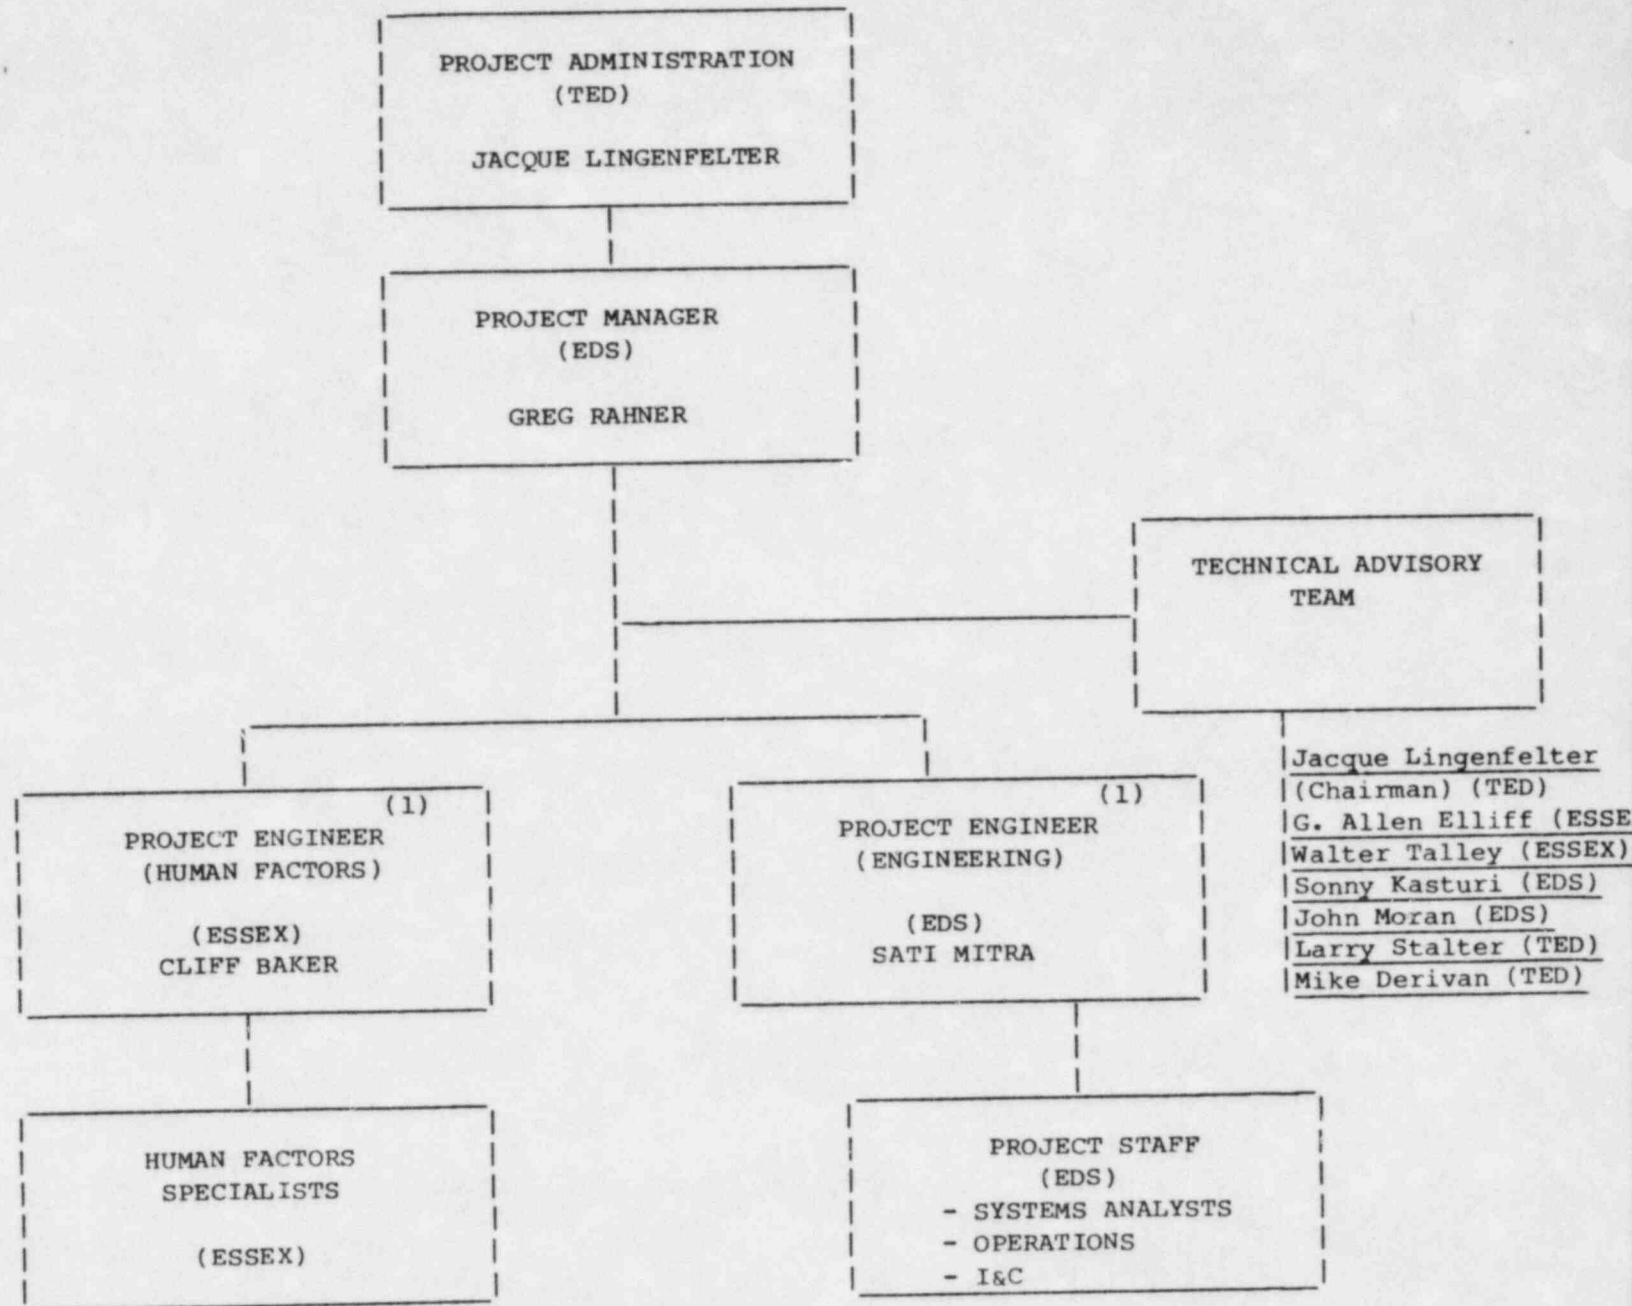 PROJECT ADMINISTRATION
(TED)
JACQUE LINGENFELTER
PROJECT MANAGER
(EDS)
GREG RAHNER
TECHNICAL ADVISORY
TEAM
Jacque Lingenfelter
(Chairman) (TED)
G. Allen Elliff (ESSE
Walter Talley (ESSEX)
Sonny Kasturi (EDS)
John Moran (EDS)
Larry Stalter (TED)
Mike Derivan (TED)
(1)
PROJECT ENGINEER
(HUMAN FACTORS)
(ESSEX)
CLIFF BAKER
(1)
PROJECT ENGINEER
(ENGINEERING)
(EDS)
SATI MITRA
HUMAN FACTORS
SPECIALISTS
(ESSEX)
PROJECT STAFF
(EDS)
- SYSTEMS ANALYSTS
- OPERATIONS
- I&C